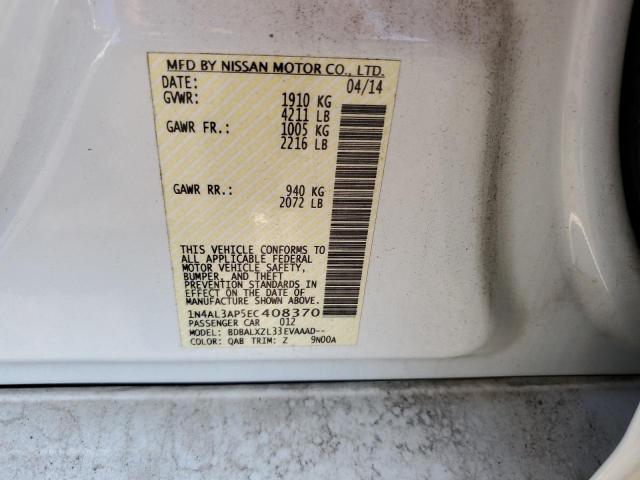 MFD BY NISSAN MOTOR CO., LTD.
DATE: 04/14
GVWR: 1910 KG
4211 LB
GAWR FR.: 1005 KG
2216 LB
GAWR RR.: 940 KG
2072 LB
THIS VEHICLE CONFORMS TO
ALL APPLICABLE FEDERAL
MOTOR VEHICLE SAFETY,
BUMPER, AND THEFT
PREVENTION STANDARDS IN
EFFECT ON THE DATE OF
MANUFACTURE SHOWN ABOVE.
1N4AL3AP5EC408370
PASSENGER CAR 012
MODEL: BDBALXZL33EVAAAD--
COLOR: QAB TRIM: Z 9N00A